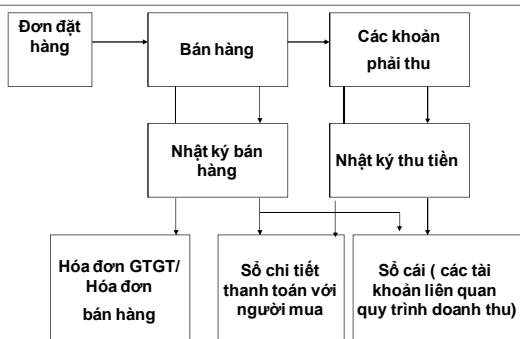 Đơn đặt
hàng
Bán hàng
Các khoản
phải thu
Nhật ký bán
hàng
Nhật ký thu tiền
Hóa đơn GTGT/
Hóa đơn
bán hàng
Sổ chi tiết
thanh toán với
người mua
Sổ cái ( các tài
khoản liên quan
quy trình doanh thu)